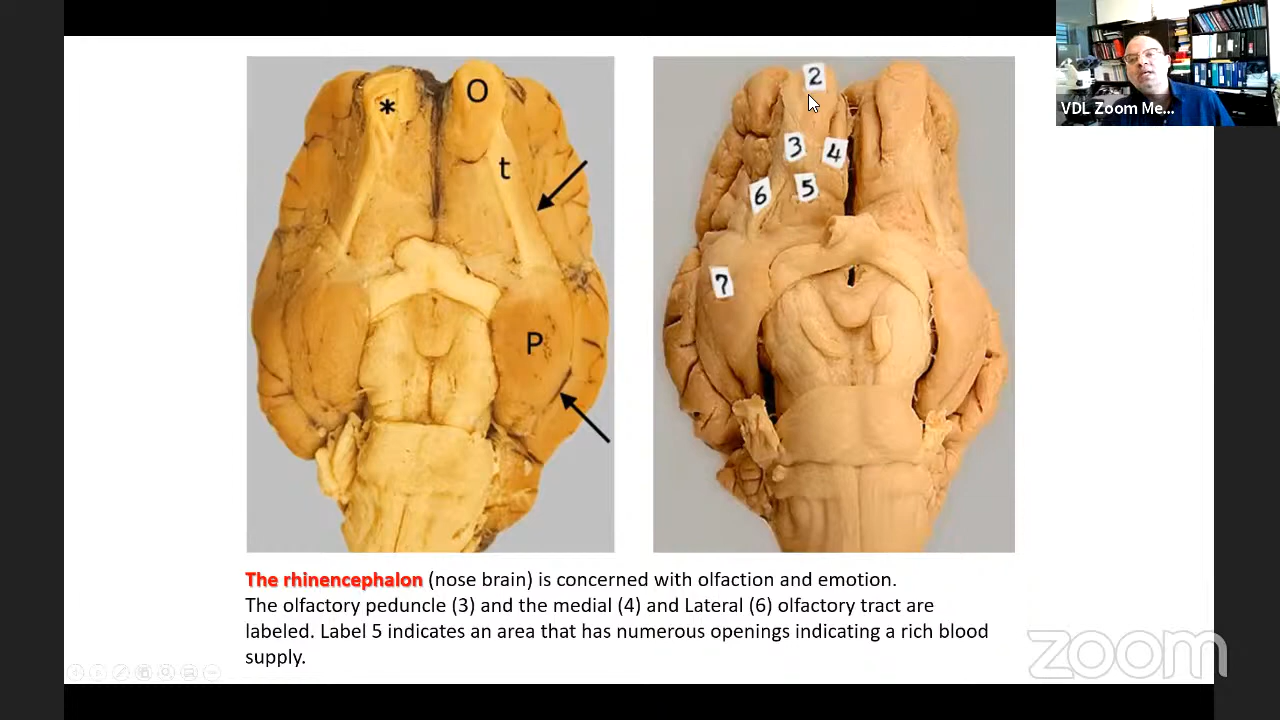 VDL Zoom Me...
*
O
t
P
2
3
4
5
6
7
The rhinencephalon (nose brain) is concerned with olfaction and emotion.
The olfactory peduncle (3) and the medial (4) and Lateral (6) olfactory tract are
labeled. Label 5 indicates an area that has numerous openings indicating a rich blood
supply.
zoom